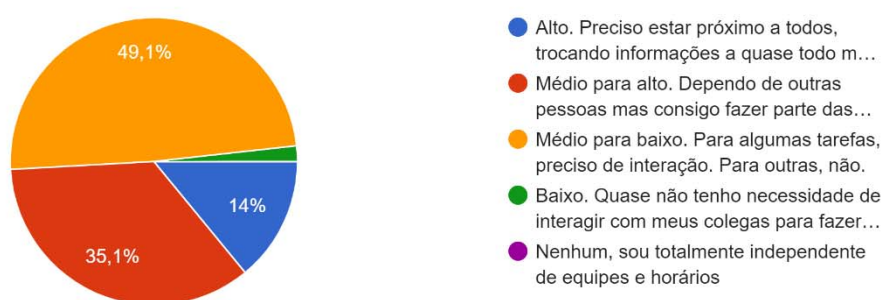 49,1%
35,1%
14%
Alto. Preciso estar próximo a todos,
trocando informações a quase todo m…
Médio para alto. Dependo de outras
pessoas mas consigo fazer parte das…
Médio para baixo. Para algumas tarefas,
preciso de interação. Para outras, não.
Baixo. Quase não tenho necessidade de
interagir com meus colegas para fazer…
Nenhum, sou totalmente independente
de equipes e horários